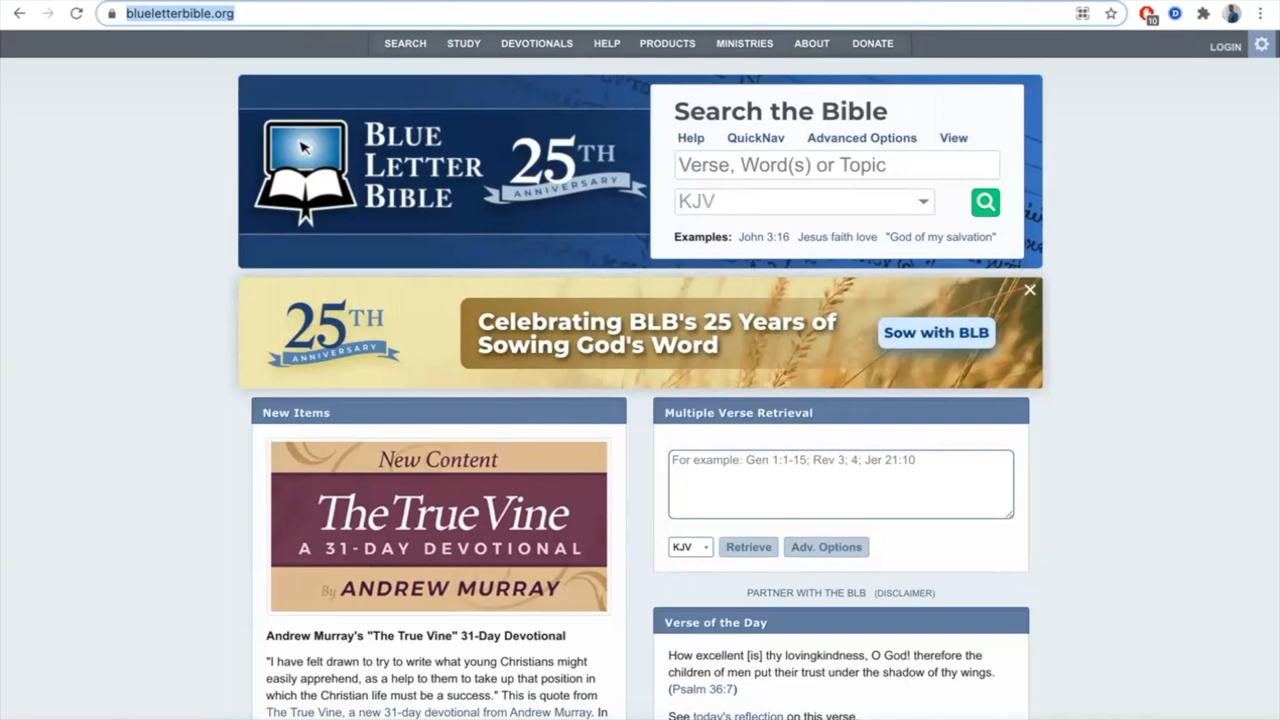 blueletterbible.org
10
SEARCH STUDY DEVOTIONALS HELP PRODUCTS MINISTRIES ABOUT DONATE
LOGIN
BLUE
LETTER
BIBLE
25TH
ANNIVERSARY
Search the Bible
Help QuickNav Advanced Options View
Verse, Word(s) or Topic
KJV
Examples: John 3:16 Jesus faith love "God of my salvation"
25TH
ANNIVERSARY
Celebrating BLB's 25 Years of
Sowing God's Word
Sow with BLB
New Items
New Content
The True Vine
A 31-DAY DEVOTIONAL
By ANDREW MURRAY
Andrew Murray's "The True Vine" 31-Day Devotional
"I have felt drawn to try to write what young Christians might
easily apprehend, as a help to them to take up that position in
which the Christian life must be a success." This is quote from
The True Vine, a new 31-day devotional from Andrew Murray. In
Multiple Verse Retrieval
For example: Gen 1:1-15; Rev 3; 4; Jer 21:10
KJV Retrieve Adv. Options
PARTNER WITH THE BLB (DISCLAIMER)
Verse of the Day
How excellent [is] thy lovingkindness, O God! therefore the
children of men put their trust under the shadow of thy wings.
(Psalm 36:7)
See today's reflection on this verse.